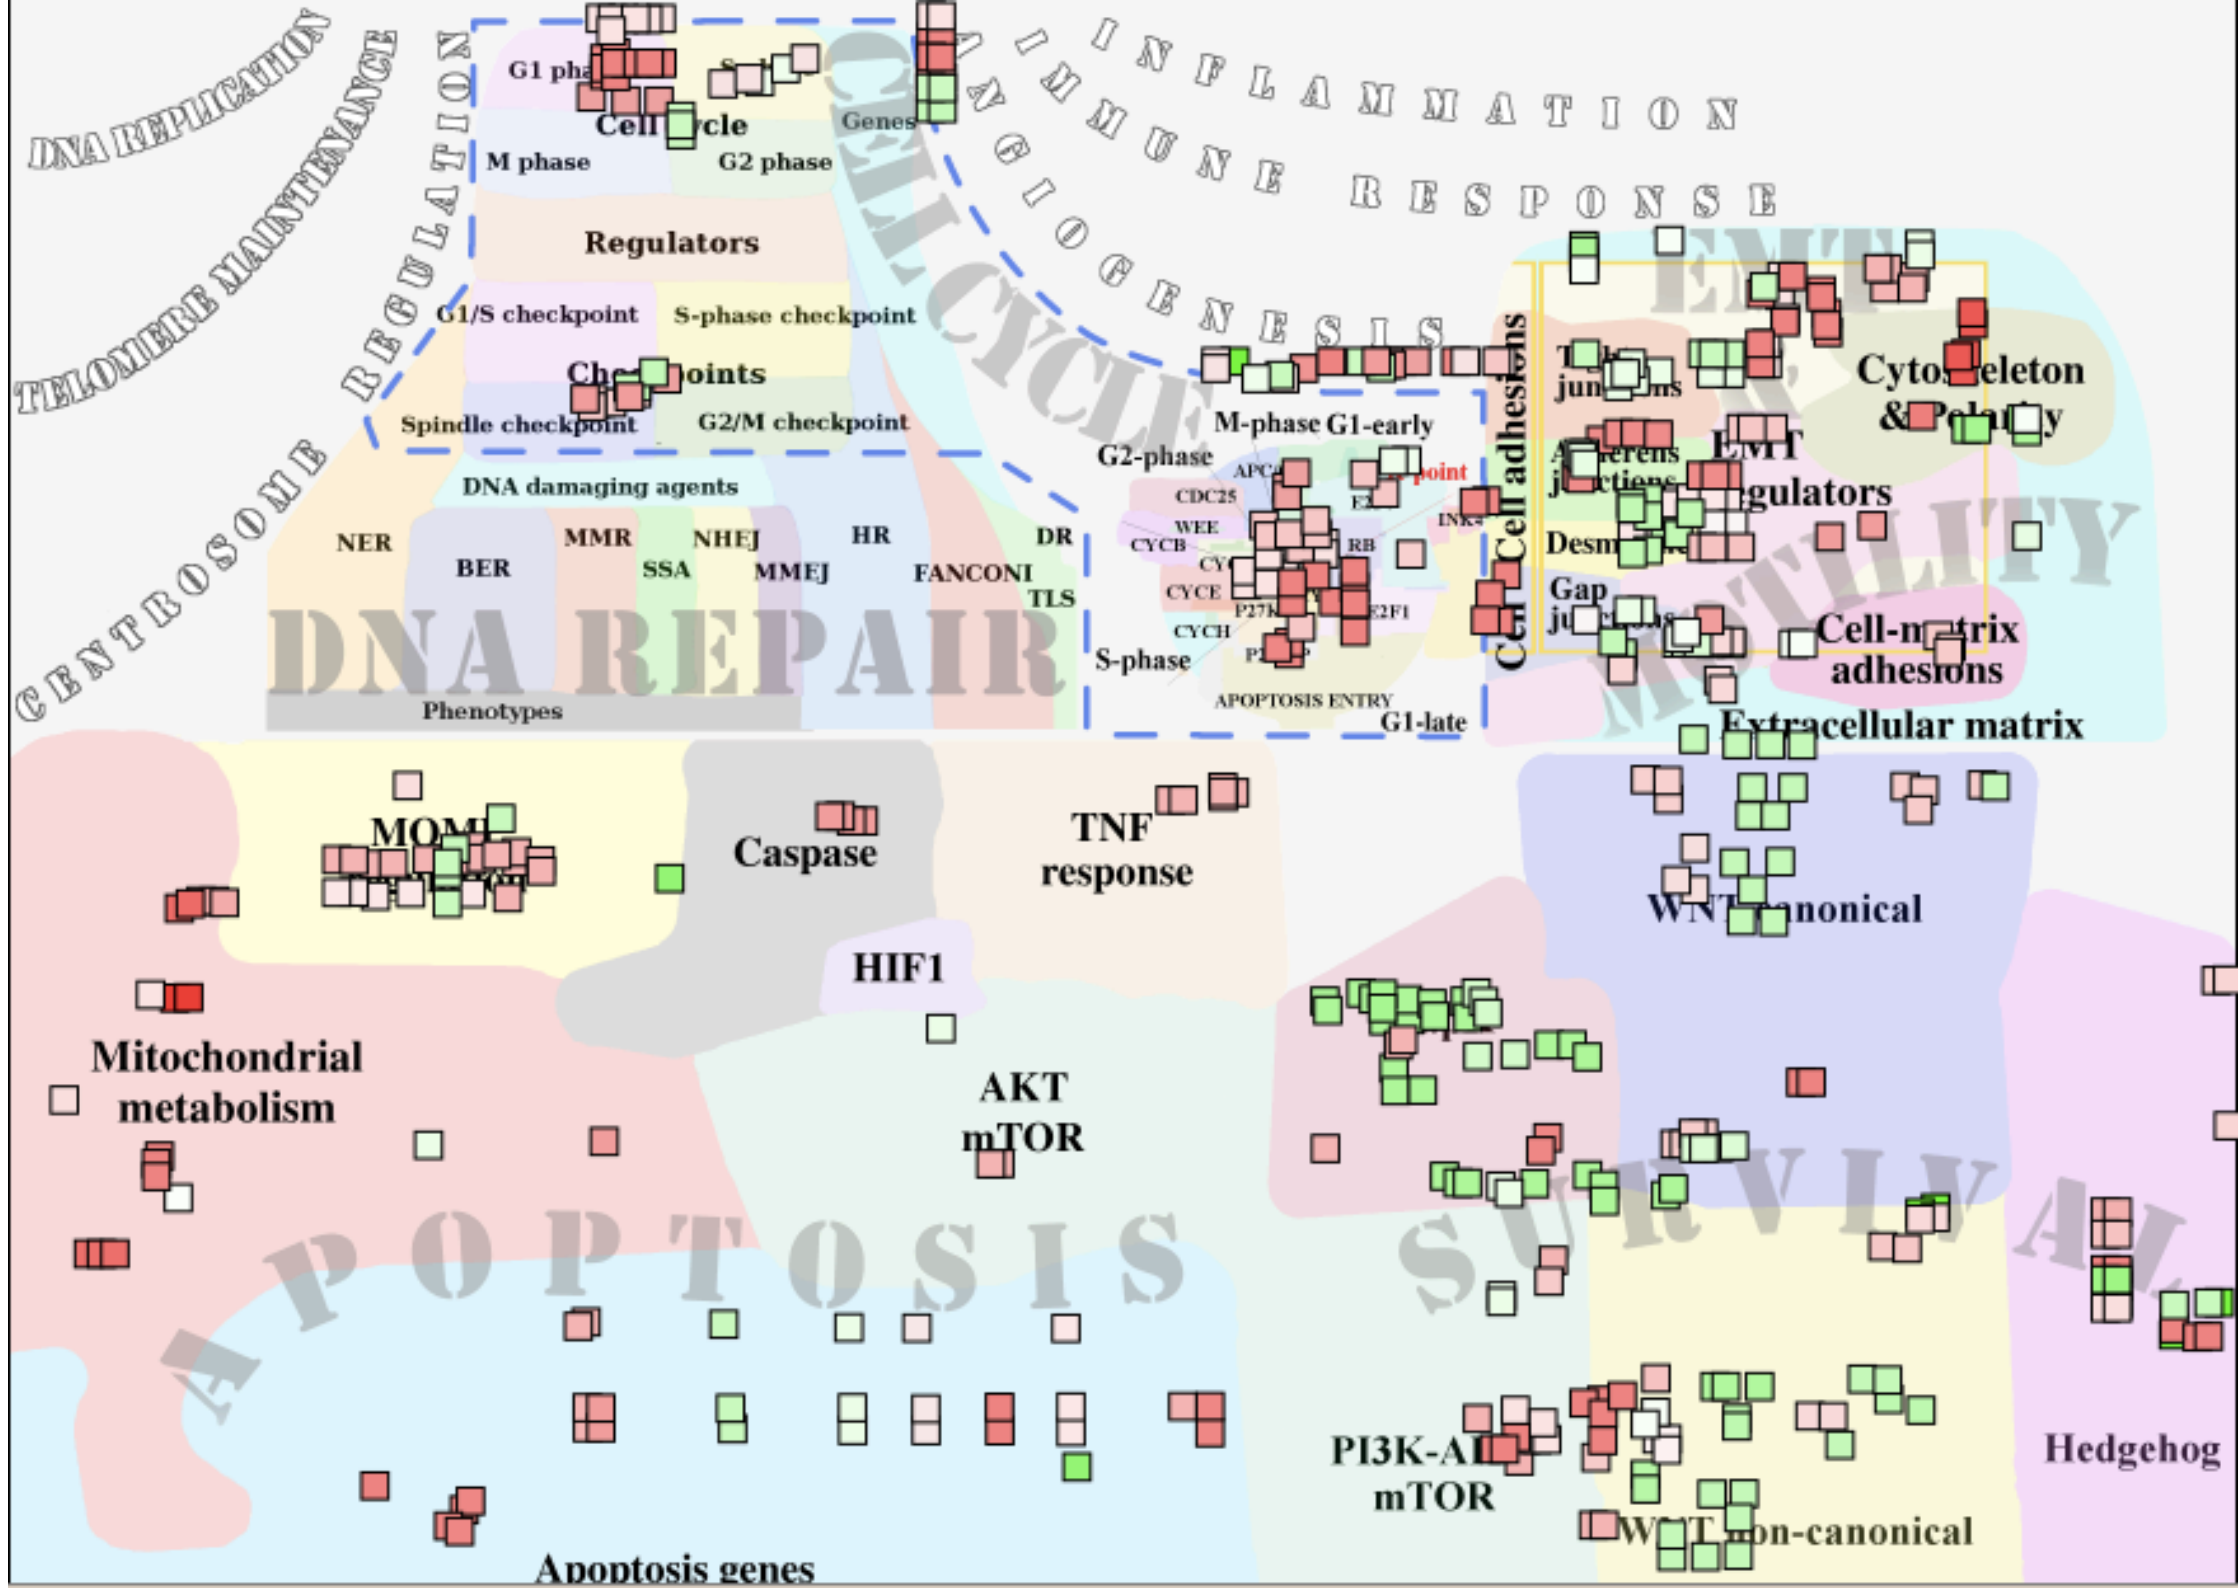 DNA REPLICATION
TELOMERE MAINTENANCE
CENTROSOME REGULATION
INFLAMMATION
IMMUNE RESPONSE
ANGIOGENESIS
CELL CYCLE
G1
M phase
G2 phase
Genes
Regulators
G1/S checkpoint
S-phase checkpoint
Spindle checkpoint
G2/M checkpoint
DNA damaging agents
NER
BER
MMR
SSA
NHEJ
MMEJ
HR
FANCONI
DR
TLS
DNA REPAIR
Phenotypes
M-phase
G1-early
G2-phase
CDC25
WEE
CYCB
RB
CYCE
E2F1
CYCH
S-phase
APOPTOSIS ENTRY
G1-late
EMT
MOTILITY
Cell adhesions
Cell adhesions
Gap
EMT
Cell-matrix
adhesions
Extracellular matrix
Caspase
TNF
response
HIF1
Mitochondrial
metabolism
AKT
mTOR
APOPTOSIS
Apoptosis genes
SURVIVAL
PI3K-
mTOR
Hedgehog